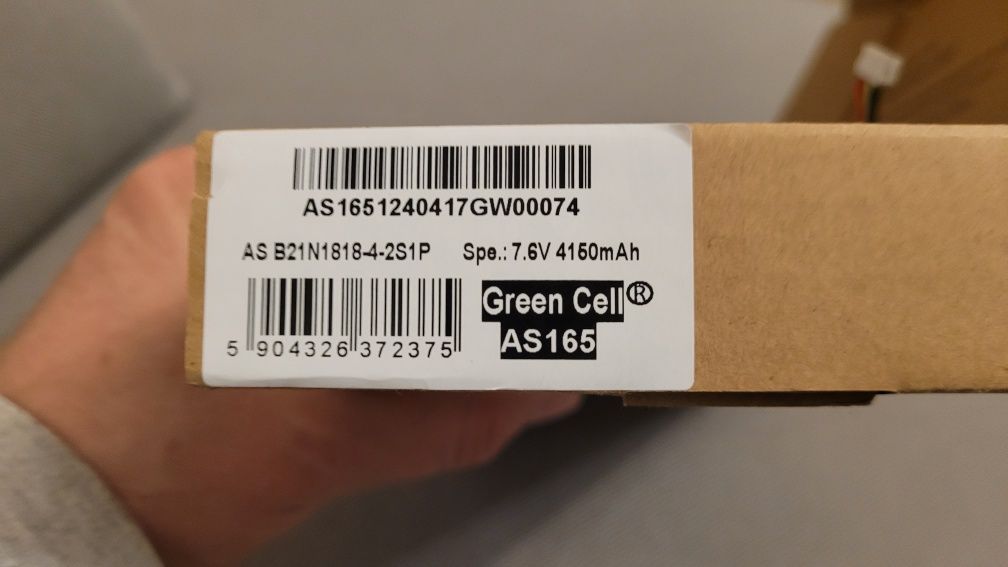 AS1651240417GW00074
AS B21N1818-4-2S1P Spe.: 7.6V 4150mAh
5 904326 372375
Green Cell®
AS165